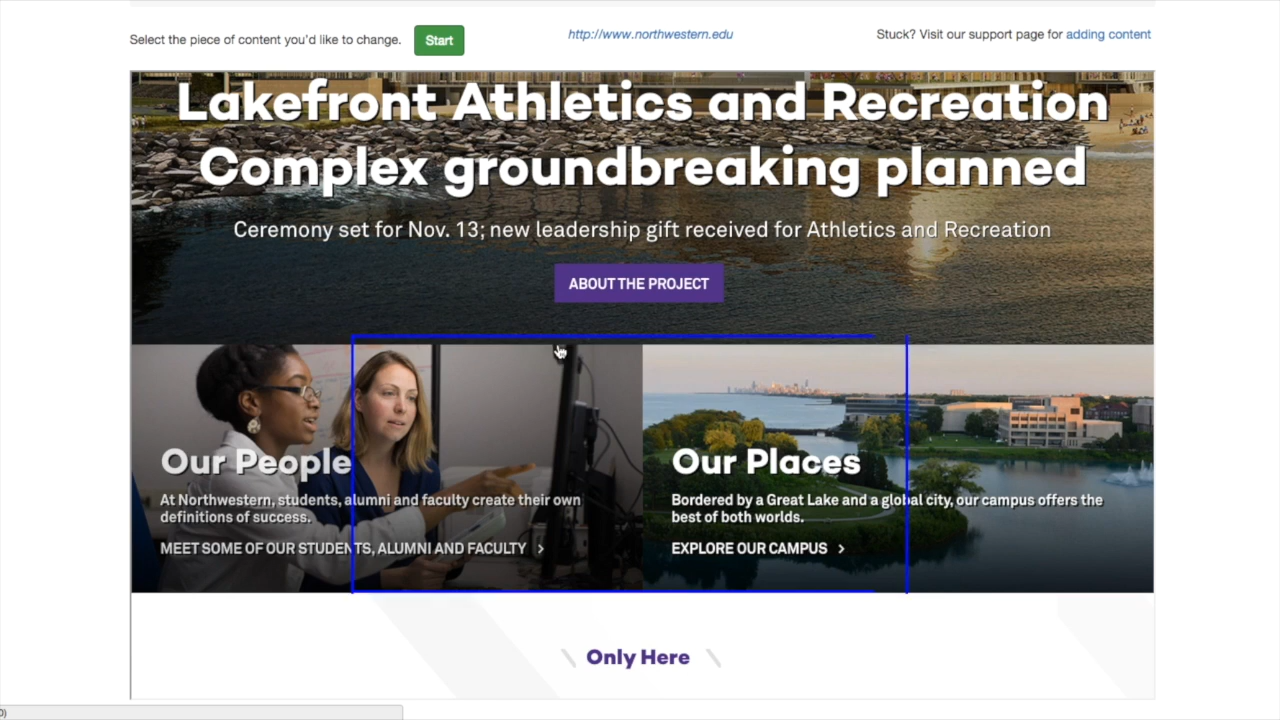 Select the piece of content you'd like to change.
Start
http://www.northwestern.edu
Stuck? Visit our support page for adding content
Lakefront Athletics and Recreation
Complex groundbreaking planned
Ceremony set for Nov. 13; new leadership gift received for Athletics and Recreation
ABOUT THE PROJECT
Our People
At Northwestern, students, alumni and faculty create their own
definitions of success.
MEET SOME OF OUR STUDENTS, ALUMNI AND FACULTY >
Our Places
Bordered by a Great Lake and a global city, our campus offers the
best of both worlds.
EXPLORE OUR CAMPUS >
Only Here